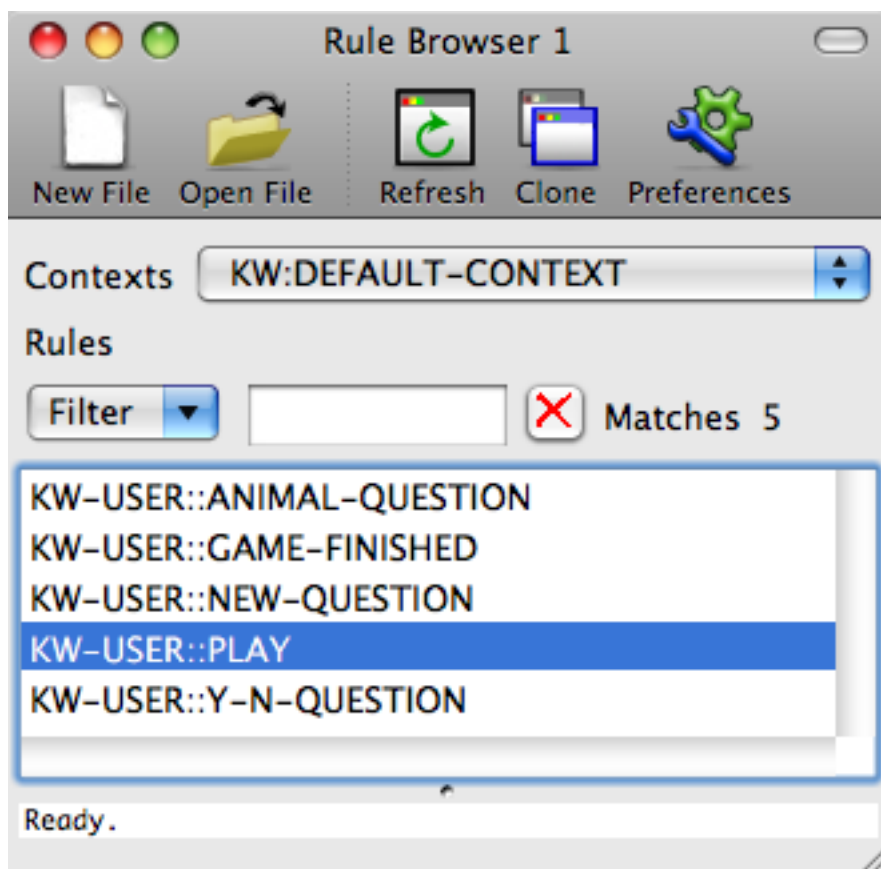 Rule Browser 1
New File Open File Refresh Clone Preferences
Contexts KW:DEFAULT-CONTEXT
Rules
Filter Matches 5
KW-USER::ANIMAL-QUESTION
KW-USER::GAME-FINISHED
KW-USER::NEW-QUESTION
KW-USER::PLAY
KW-USER::Y-N-QUESTION
Ready.